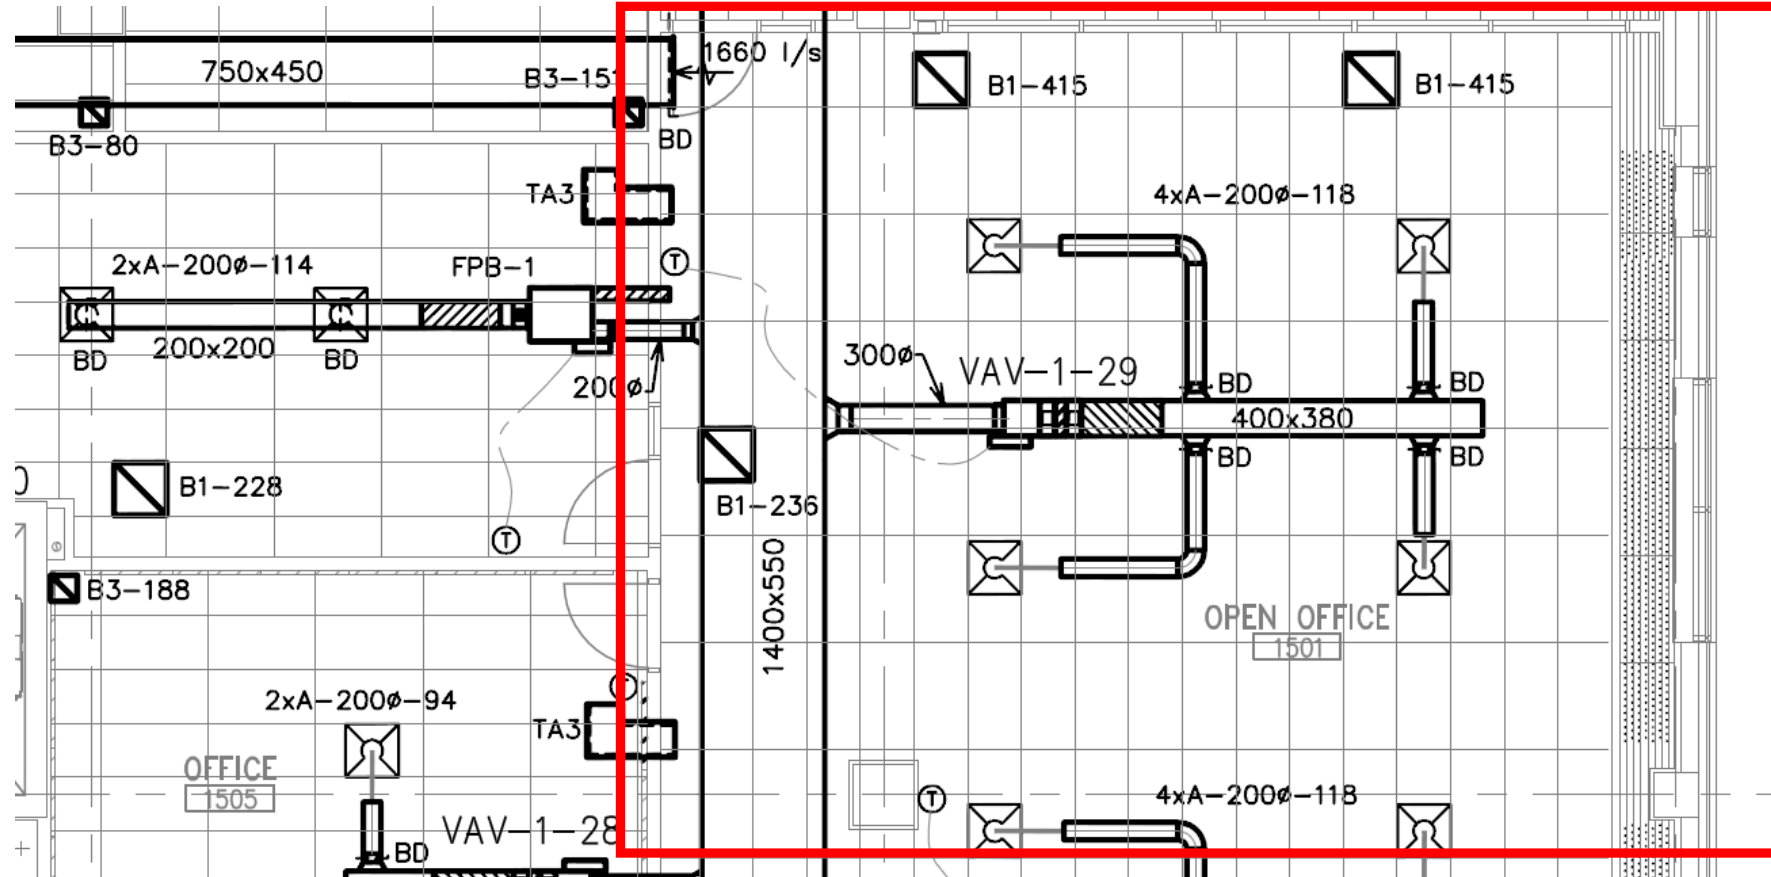 750x450
B3-151
1660 l/s
B1-415
B1-415
B3-80
BD
TA3
4xA-200ø-118
2xA-200ø-114
FPB-1
T
300ø
VAV-1-29
BD
BD
200x200
BD
BD
200ø
400x380
BD
BD
B1-228
B1-236
T
1400x550
B3-188
OPEN OFFICE
1501
2xA-200ø-94
TA3
OFFICE
1505
T
4xA-200ø-118
VAV-1-28
BD